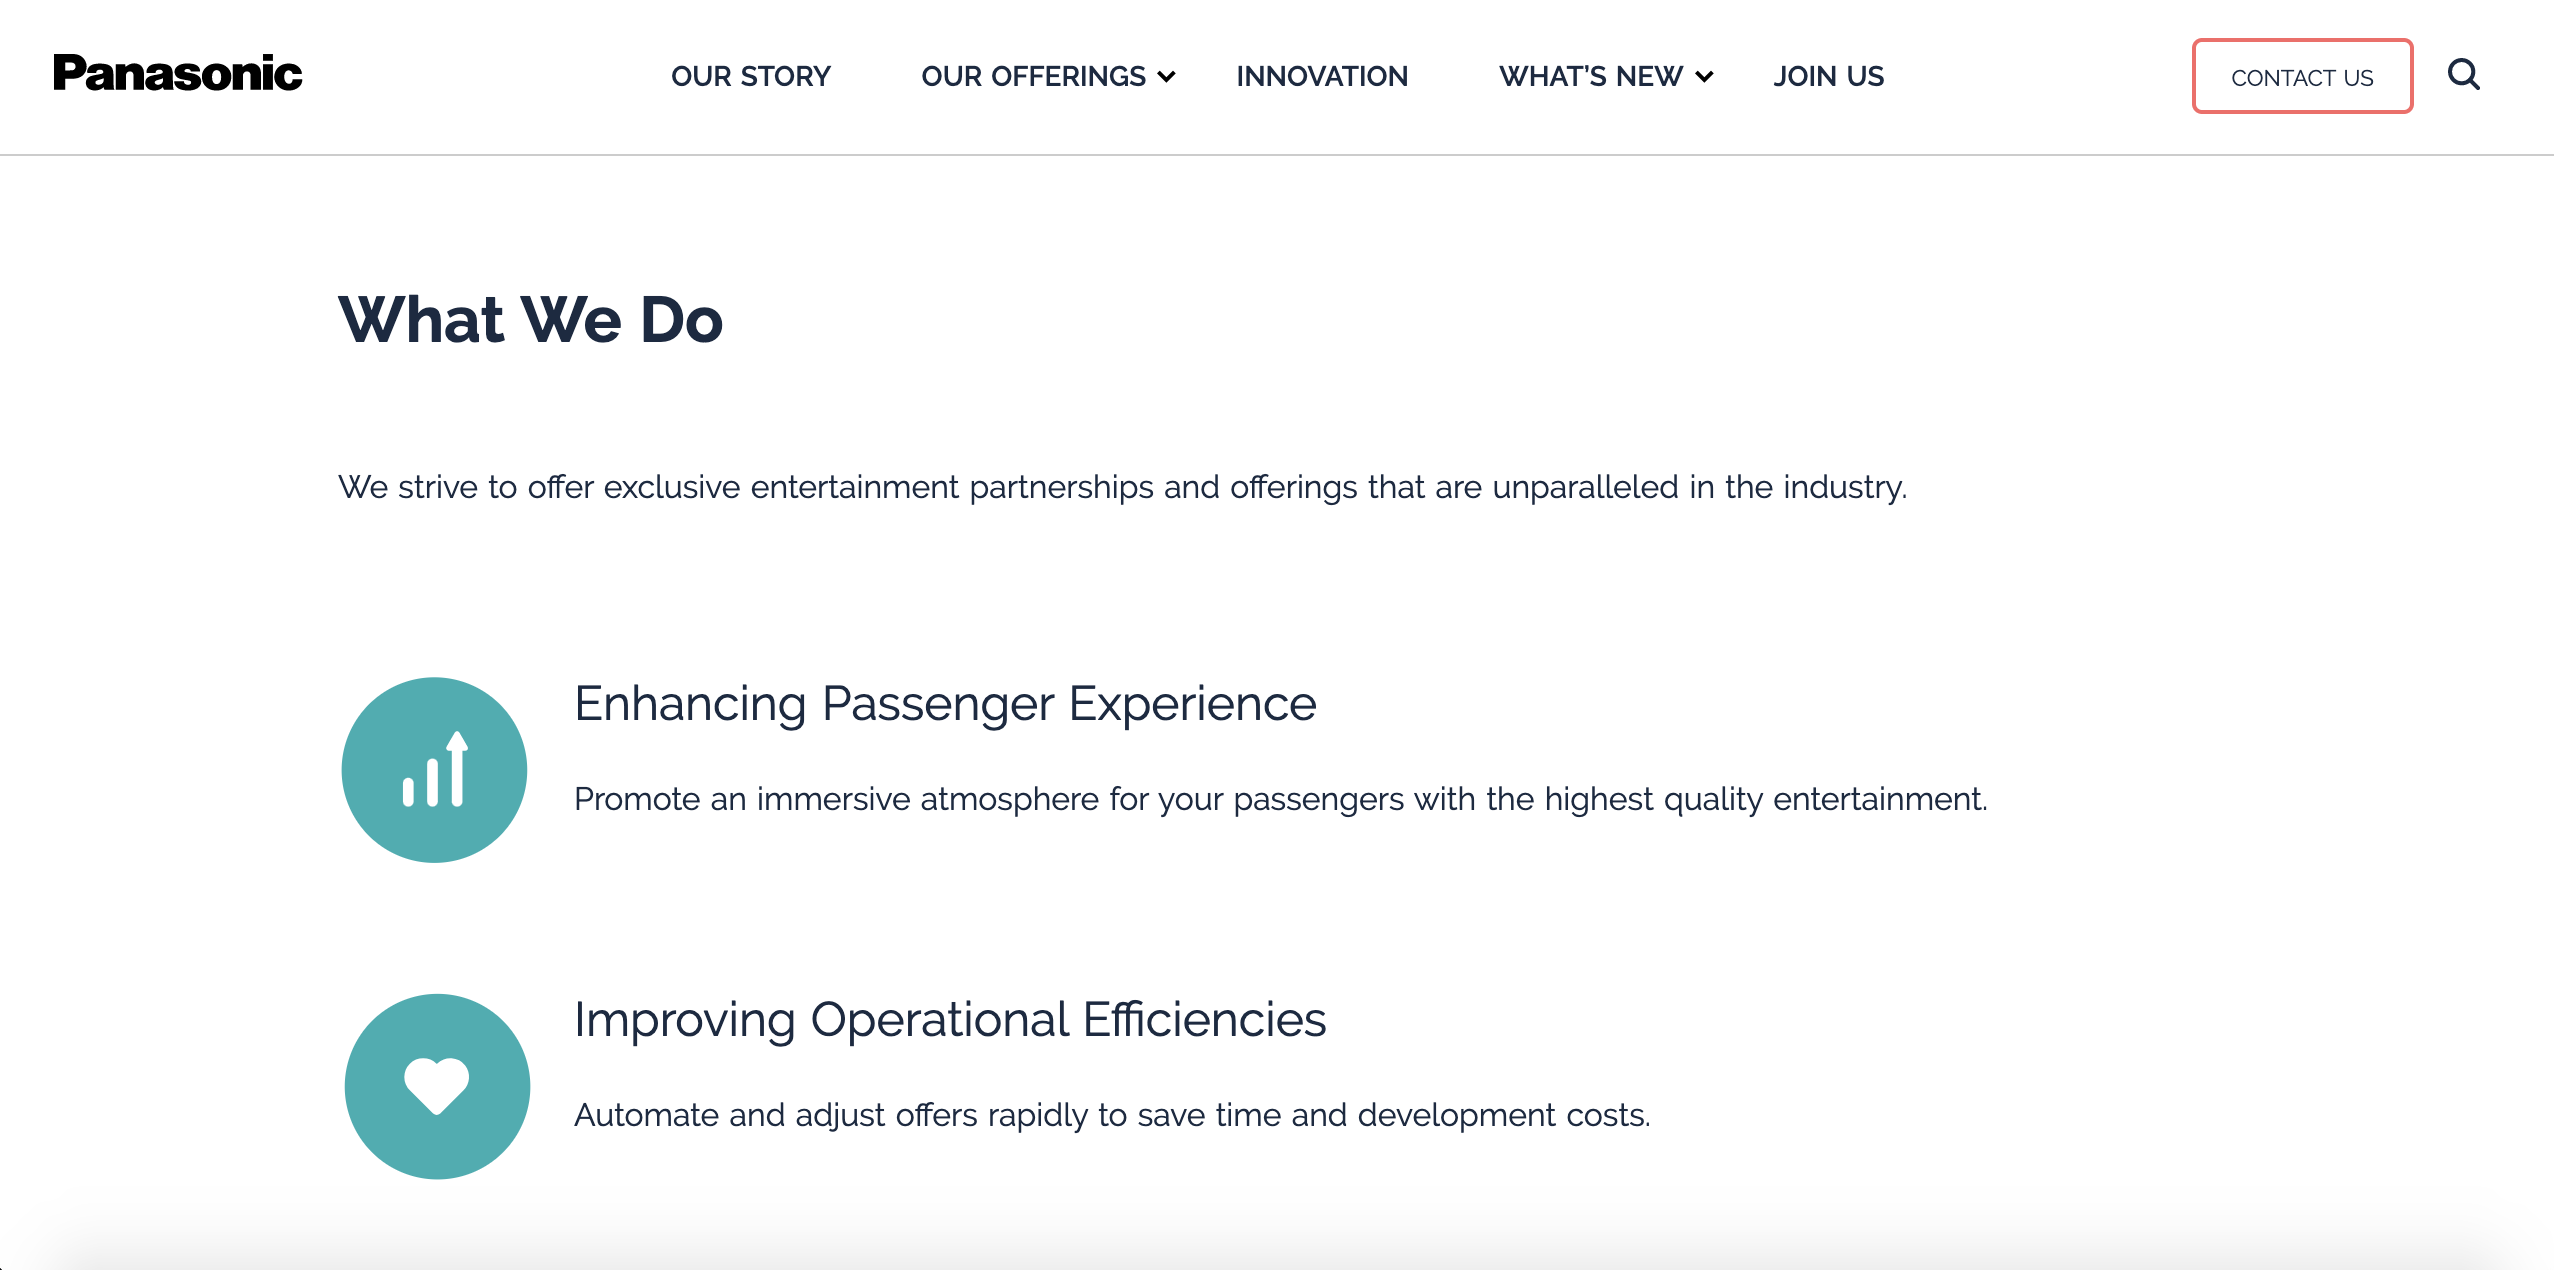 Panasonic
OUR STORY
OUR OFFERINGS
INNOVATION
WHAT’S NEW
JOIN US
CONTACT US
What We Do
We strive to offer exclusive entertainment partnerships and offerings that are unparalleled in the industry.
Enhancing Passenger Experience
Promote an immersive atmosphere for your passengers with the highest quality entertainment.
Improving Operational Efficiencies
Automate and adjust offers rapidly to save time and development costs.